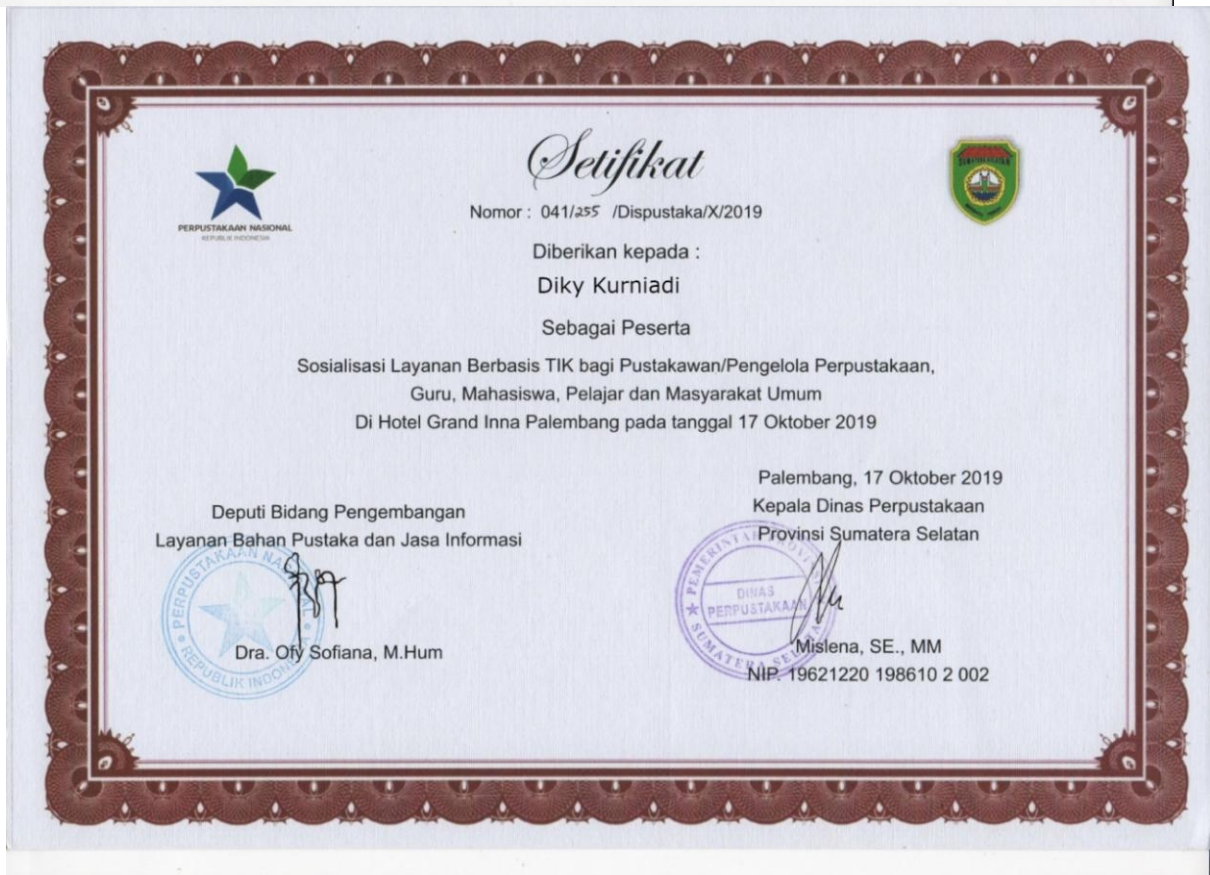 PERPUSTAKAAN NASIONAL
REPUBLIK INDONESIA
SUMATERA SELATAN
Setifikat
Nomor : 041/255 /Dispustaka/X/2019
Diberikan kepada :
Diky Kurniadi
Sebagai Peserta
Sosialisasi Layanan Berbasis TIK bagi Pustakawan/Pengelola Perpustakaan,
Guru, Mahasiswa, Pelajar dan Masyarakat Umum
Di Hotel Grand Inna Palembang pada tanggal 17 Oktober 2019
Deputi Bidang Pengembangan
Layanan Bahan Pustaka dan Jasa Informasi
PERPUSTAKAAN
REPUBLIK
Dra. Ofy Sofiana, M.Hum
Palembang, 17 Oktober 2019
Kepala Dinas Perpustakaan
Provinsi Sumatera Selatan
PEMERINTAH
DINAS
PERPUSTAKAAN
SUMATERA
Mislena, SE., MM
NIP. 19621220 198610 2 002